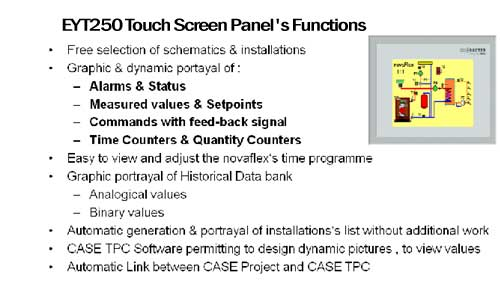 EYT250 Touch Screen Panel's Functions
• Free selection of schematics & installations
• Graphic & dynamic portayal of :
– Alarms & Status
– Measured values & Setpoints
– Commands with feed-back signal
– Time Counters & Quantity Counters
• Easy to view and adjust the novaflex's time programme
• Graphic portrayal of Historical Data bank
– Analogical values
– Binary values
• Automatic generation & portrayal of installations's list without additional work
• CASE TPC Software permitting to design dynamic pictures , to view values
• Automatic Link between CASE Project and CASE TPC
novaflex